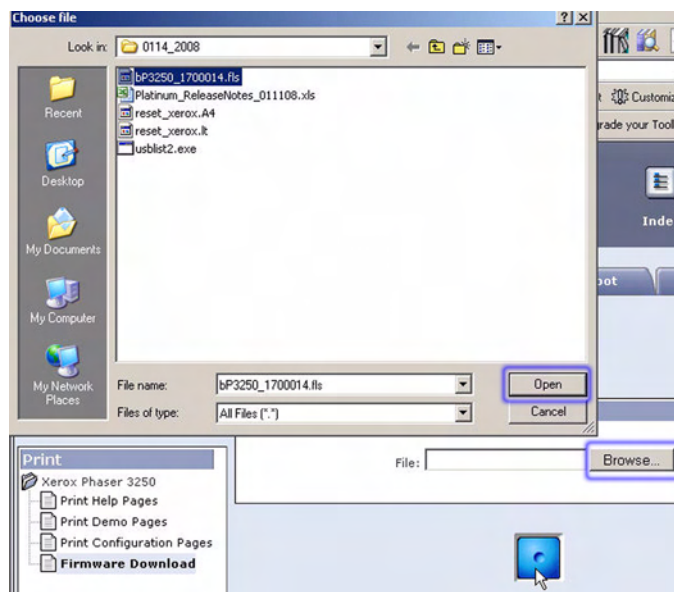 Choose file
Look in: 0114_2008
Recent
Desktop
My Documents
My Computer
My Network
Places
bP3250_1700014.fls
Platinum_ReleaseNotes_011108.xls
reset_xerox.A4
reset_xerox.lt
usblist2.exe
File name: bP3250_1700014.fls Open
Files of type: All Files (*.*) Cancel
Customiz
grade your Tool
Inde
oot
Print
Xerox Phaser 3250
Print Help Pages
Print Demo Pages
Print Configuration Pages
Firmware Download
File: Browse...